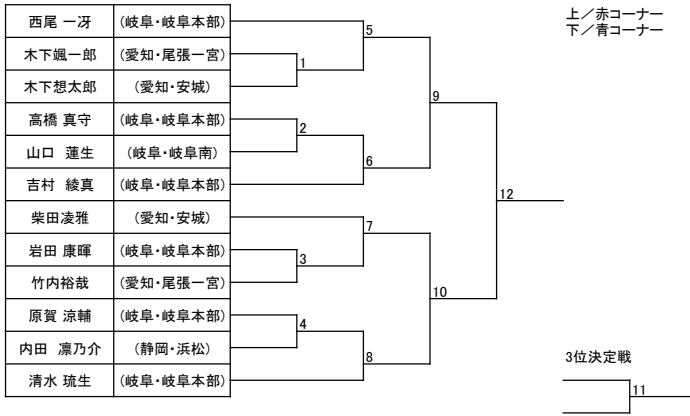 上／赤コーナー
下／青コーナー
西尾 一冴 (岐阜・岐阜本部)
木下颯一郎 (愛知・尾張一宮)
木下想太郎 (愛知・安城)
高橋 真守 (岐阜・岐阜本部)
山口 蓮生 (岐阜・岐阜南)
吉村 綾真 (岐阜・岐阜本部)
柴田凌雅 (愛知・安城)
岩田 康暉 (岐阜・岐阜本部)
竹内裕哉 (愛知・尾張一宮)
原賀 涼輔 (岐阜・岐阜本部)
内田 凛乃介 (静岡・浜松)
清水 琉生 (岐阜・岐阜本部)
1
2
3
4
5
6
7
8
9
10
12
3位決定戦
11